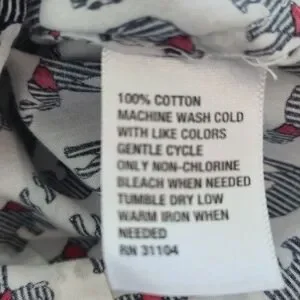 100% COTTON
MACHINE WASH COLD
WITH LIKE COLORS
GENTLE CYCLE
ONLY NON-CHLORINE
BLEACH WHEN NEEDED
TUMBLE DRY LOW
WARM IRON WHEN
NEEDED
RN 31104